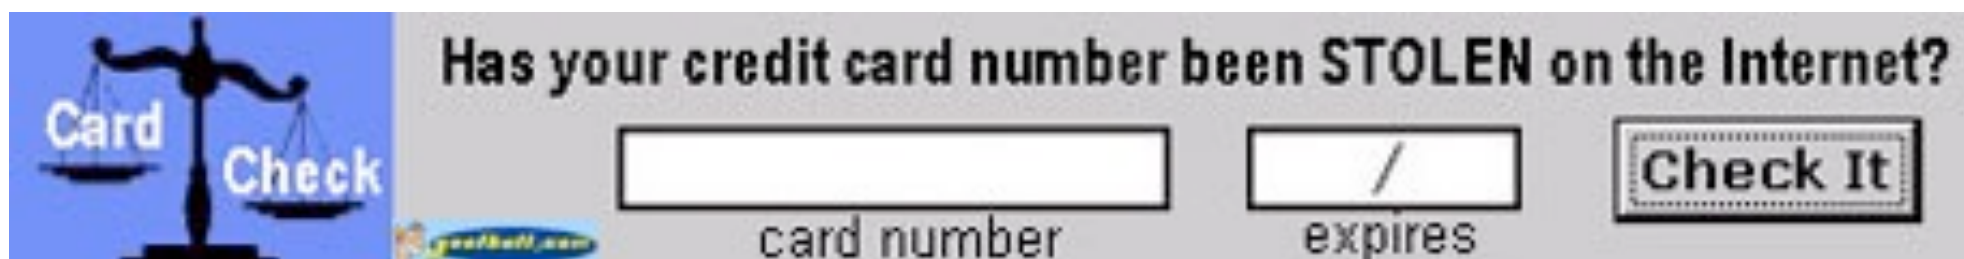 Has your credit card number been STOLEN on the Internet?
Card
Check
/
Check It
card number
expires